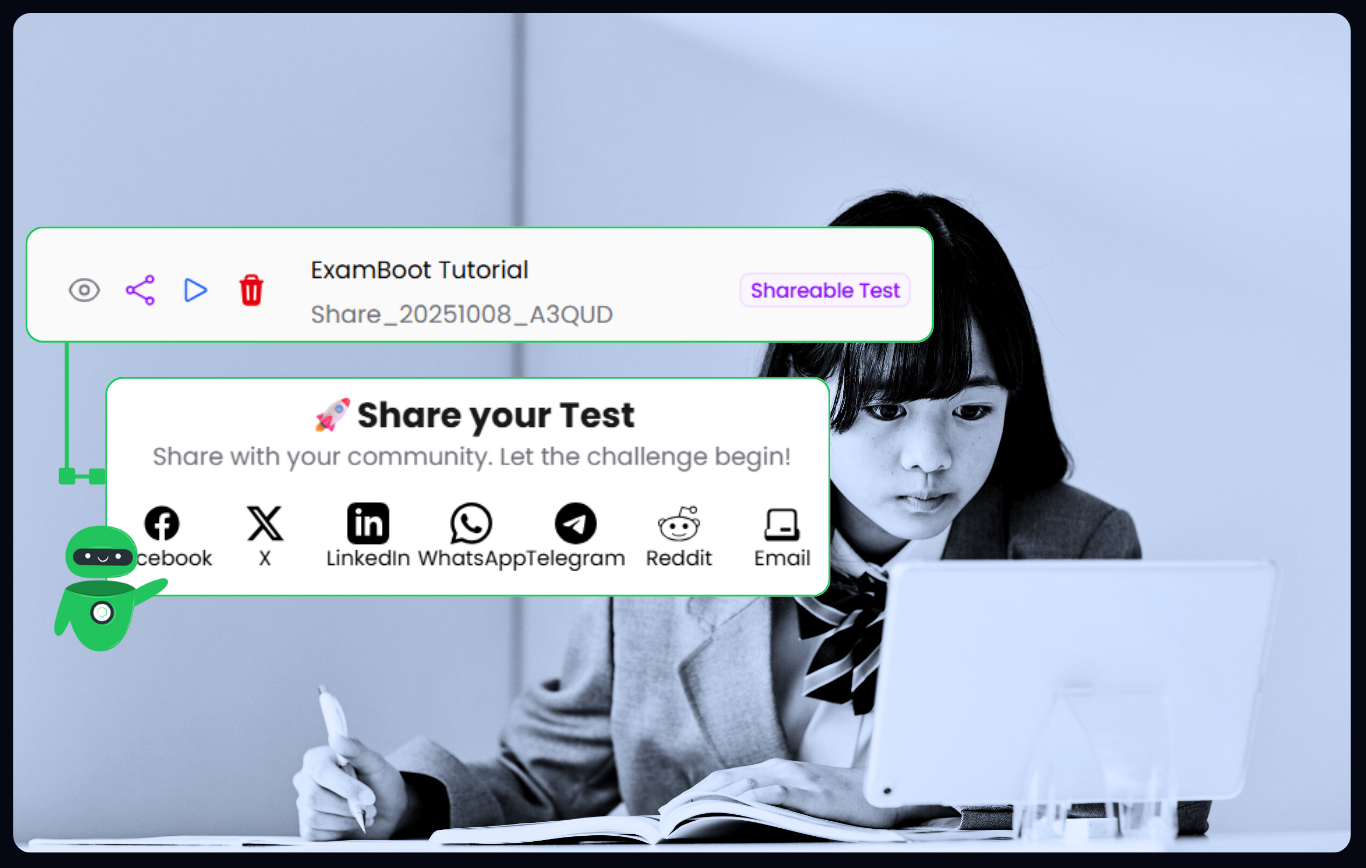 ExamBoot Tutorial
Share_20251008_A3QUD
Shareable Test
🚀 Share your Test
Share with your community. Let the challenge begin!
cebook X LinkedIn WhatsApp Telegram Reddit Email